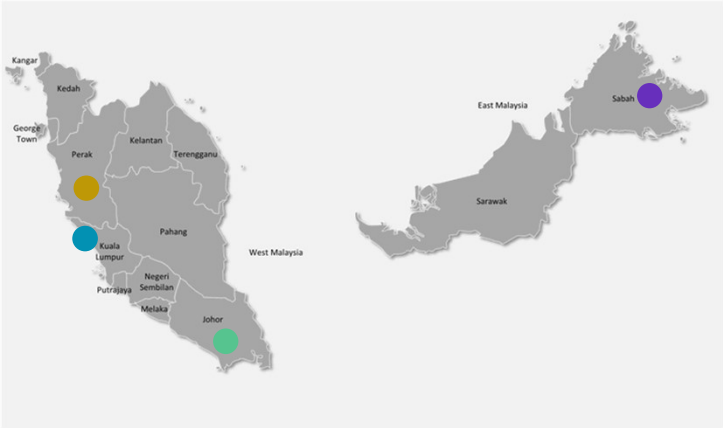 Kangar
Kedah
George
Town
Perak
Kelantan
Terengganu
Pahang
Kuala
Lumpur
West Malaysia
Putrajaya
Negeri
Sembilan
Melaka
Johor
East Malaysia
Sabah
Sarawak